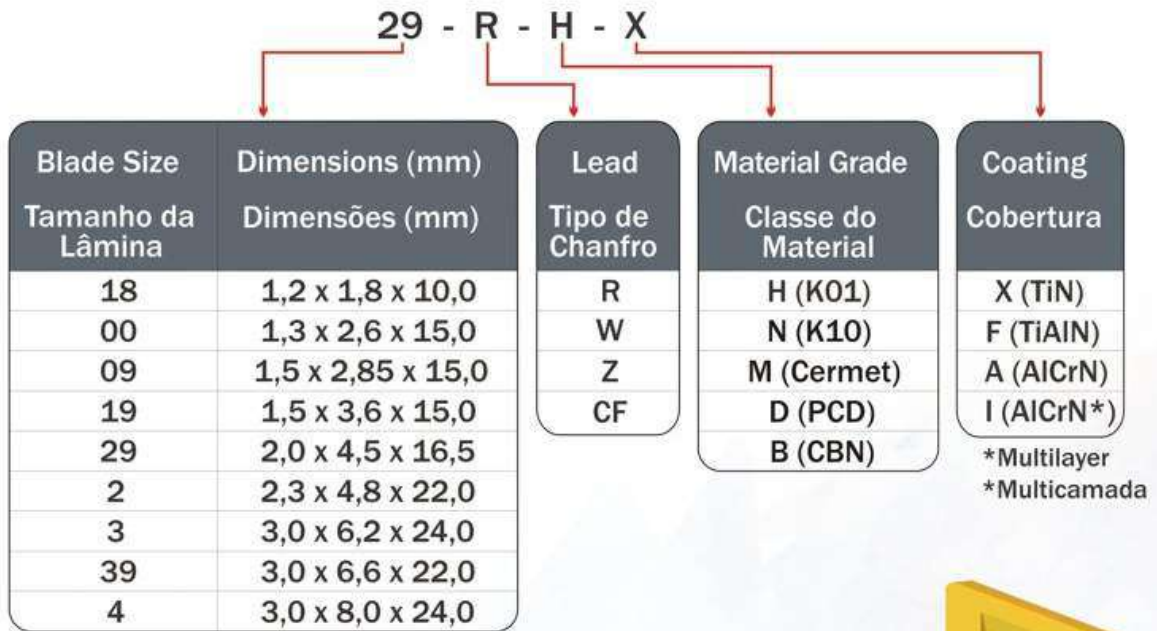 29 - R - H - X
Blade Size Dimensions (mm)
Tamanho da Lâmina Dimensões (mm)
18 1,2 x 1,8 x 10,0
00 1,3 x 2,6 x 15,0
09 1,5 x 2,85 x 15,0
19 1,5 x 3,6 x 15,0
29 2,0 x 4,5 x 16,5
2 2,3 x 4,8 x 22,0
3 3,0 x 6,2 x 24,0
39 3,0 x 6,6 x 22,0
4 3,0 x 8,0 x 24,0
Lead
Tipo de
Chanfro
R
W
Z
CF
Material Grade
Classe do
Material
H (K01)
N (K10)
M (Cermet)
D (PCD)
B (CBN)
Coating
Cobertura
X (TiN)
F (TiAlN)
A (AlCrN)
I (AlCrN*)
*Multilayer
*Multicamada